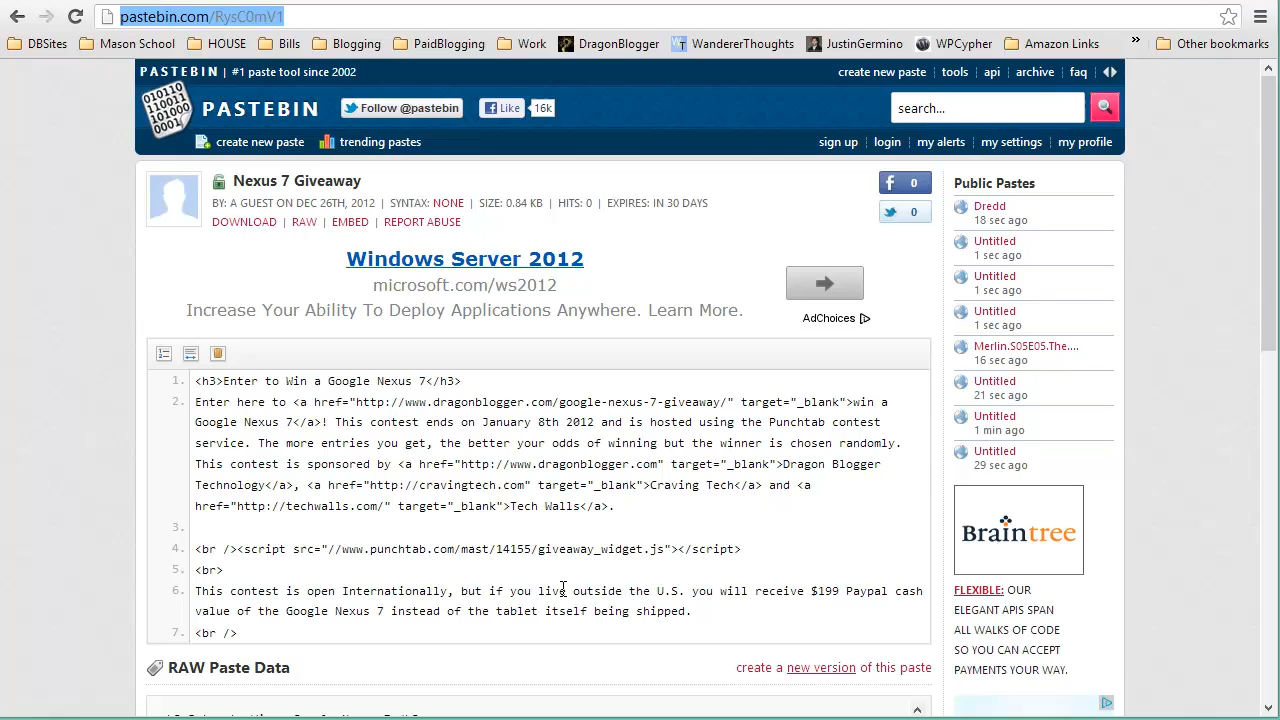 pastebin.com/RysC0mV1
DBSites
Mason School
HOUSE
Bills
Blogging
PaidBlogging
Work
DragonBlogger
WandererThoughts
JustinGermino
WPCypher
Amazon Links
»
Other bookmarks
PASTEBIN | #1 paste tool since 2002
create new paste | tools | api | archive | faq
010110
110011
101000
0001
PASTEBIN
Follow @pastebin
Like
16k
search...
create new paste
trending pastes
sign up | login | my alerts | my settings | my profile
Nexus 7 Giveaway
BY: A GUEST ON DEC 26TH, 2012 | SYNTAX: NONE | SIZE: 0.84 KB | HITS: 0 | EXPIRES: IN 30 DAYS
DOWNLOAD | RAW | EMBED | REPORT ABUSE
0
0
Windows Server 2012
microsoft.com/ws2012
Increase Your Ability To Deploy Applications Anywhere. Learn More.
AdChoices
1. <h3>Enter to Win a Google Nexus 7</h3>
2. Enter here to <a href="http://www.dragonblogger.com/google-nexus-7-giveaway/" target="_blank">win a
Google Nexus 7</a>! This contest ends on January 8th 2012 and is hosted using the Punchtab contest
service. The more entries you get, the better your odds of winning but the winner is chosen randomly.
This contest is sponsored by <a href="http://www.dragonblogger.com" target="_blank">Dragon Blogger
Technology</a>, <a href="http://cravingtech.com" target="_blank">Craving Tech</a> and <a
href="http://techwalls.com/" target="_blank">Tech Walls</a>.
3.
4. <br /><script src="//www.punchtab.com/mast/14155/giveaway_widget.js"></script>
5. <br>
6. This contest is open Internationally, but if you live outside the U.S. you will receive $199 Paypal cash
value of the Google Nexus 7 instead of the tablet itself being shipped.
7. <br />
RAW Paste Data
create a new version of this paste
Public Pastes
Dredd
18 sec ago
Untitled
1 sec ago
Untitled
1 sec ago
Untitled
1 sec ago
Merlin.S05E05.The....
16 sec ago
Untitled
21 sec ago
Untitled
1 min ago
Untitled
29 sec ago
Braintree
FLEXIBLE: OUR
ELEGANT APIS SPAN
ALL WALKS OF CODE
SO YOU CAN ACCEPT
PAYMENTS YOUR WAY.